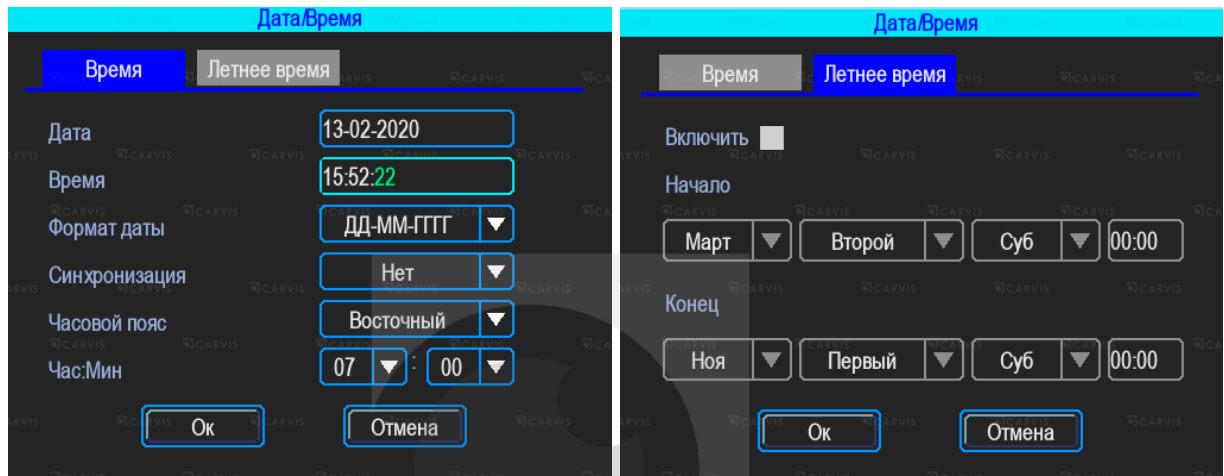 Дата/Время
Время Летнее время
Дата 13-02-2020
Время 15:52:22
Формат даты ДД-ММ-ГГГГ
Синхронизация Нет
Часовой пояс Восточный
Час:Мин 07 : 00
Ок Отмена
Дата/Время
Время Летнее время
Включить
Начало
Март Второй Суб 00:00
Конец
Ноя Первый Суб 00:00
Ок Отмена
CARVIS